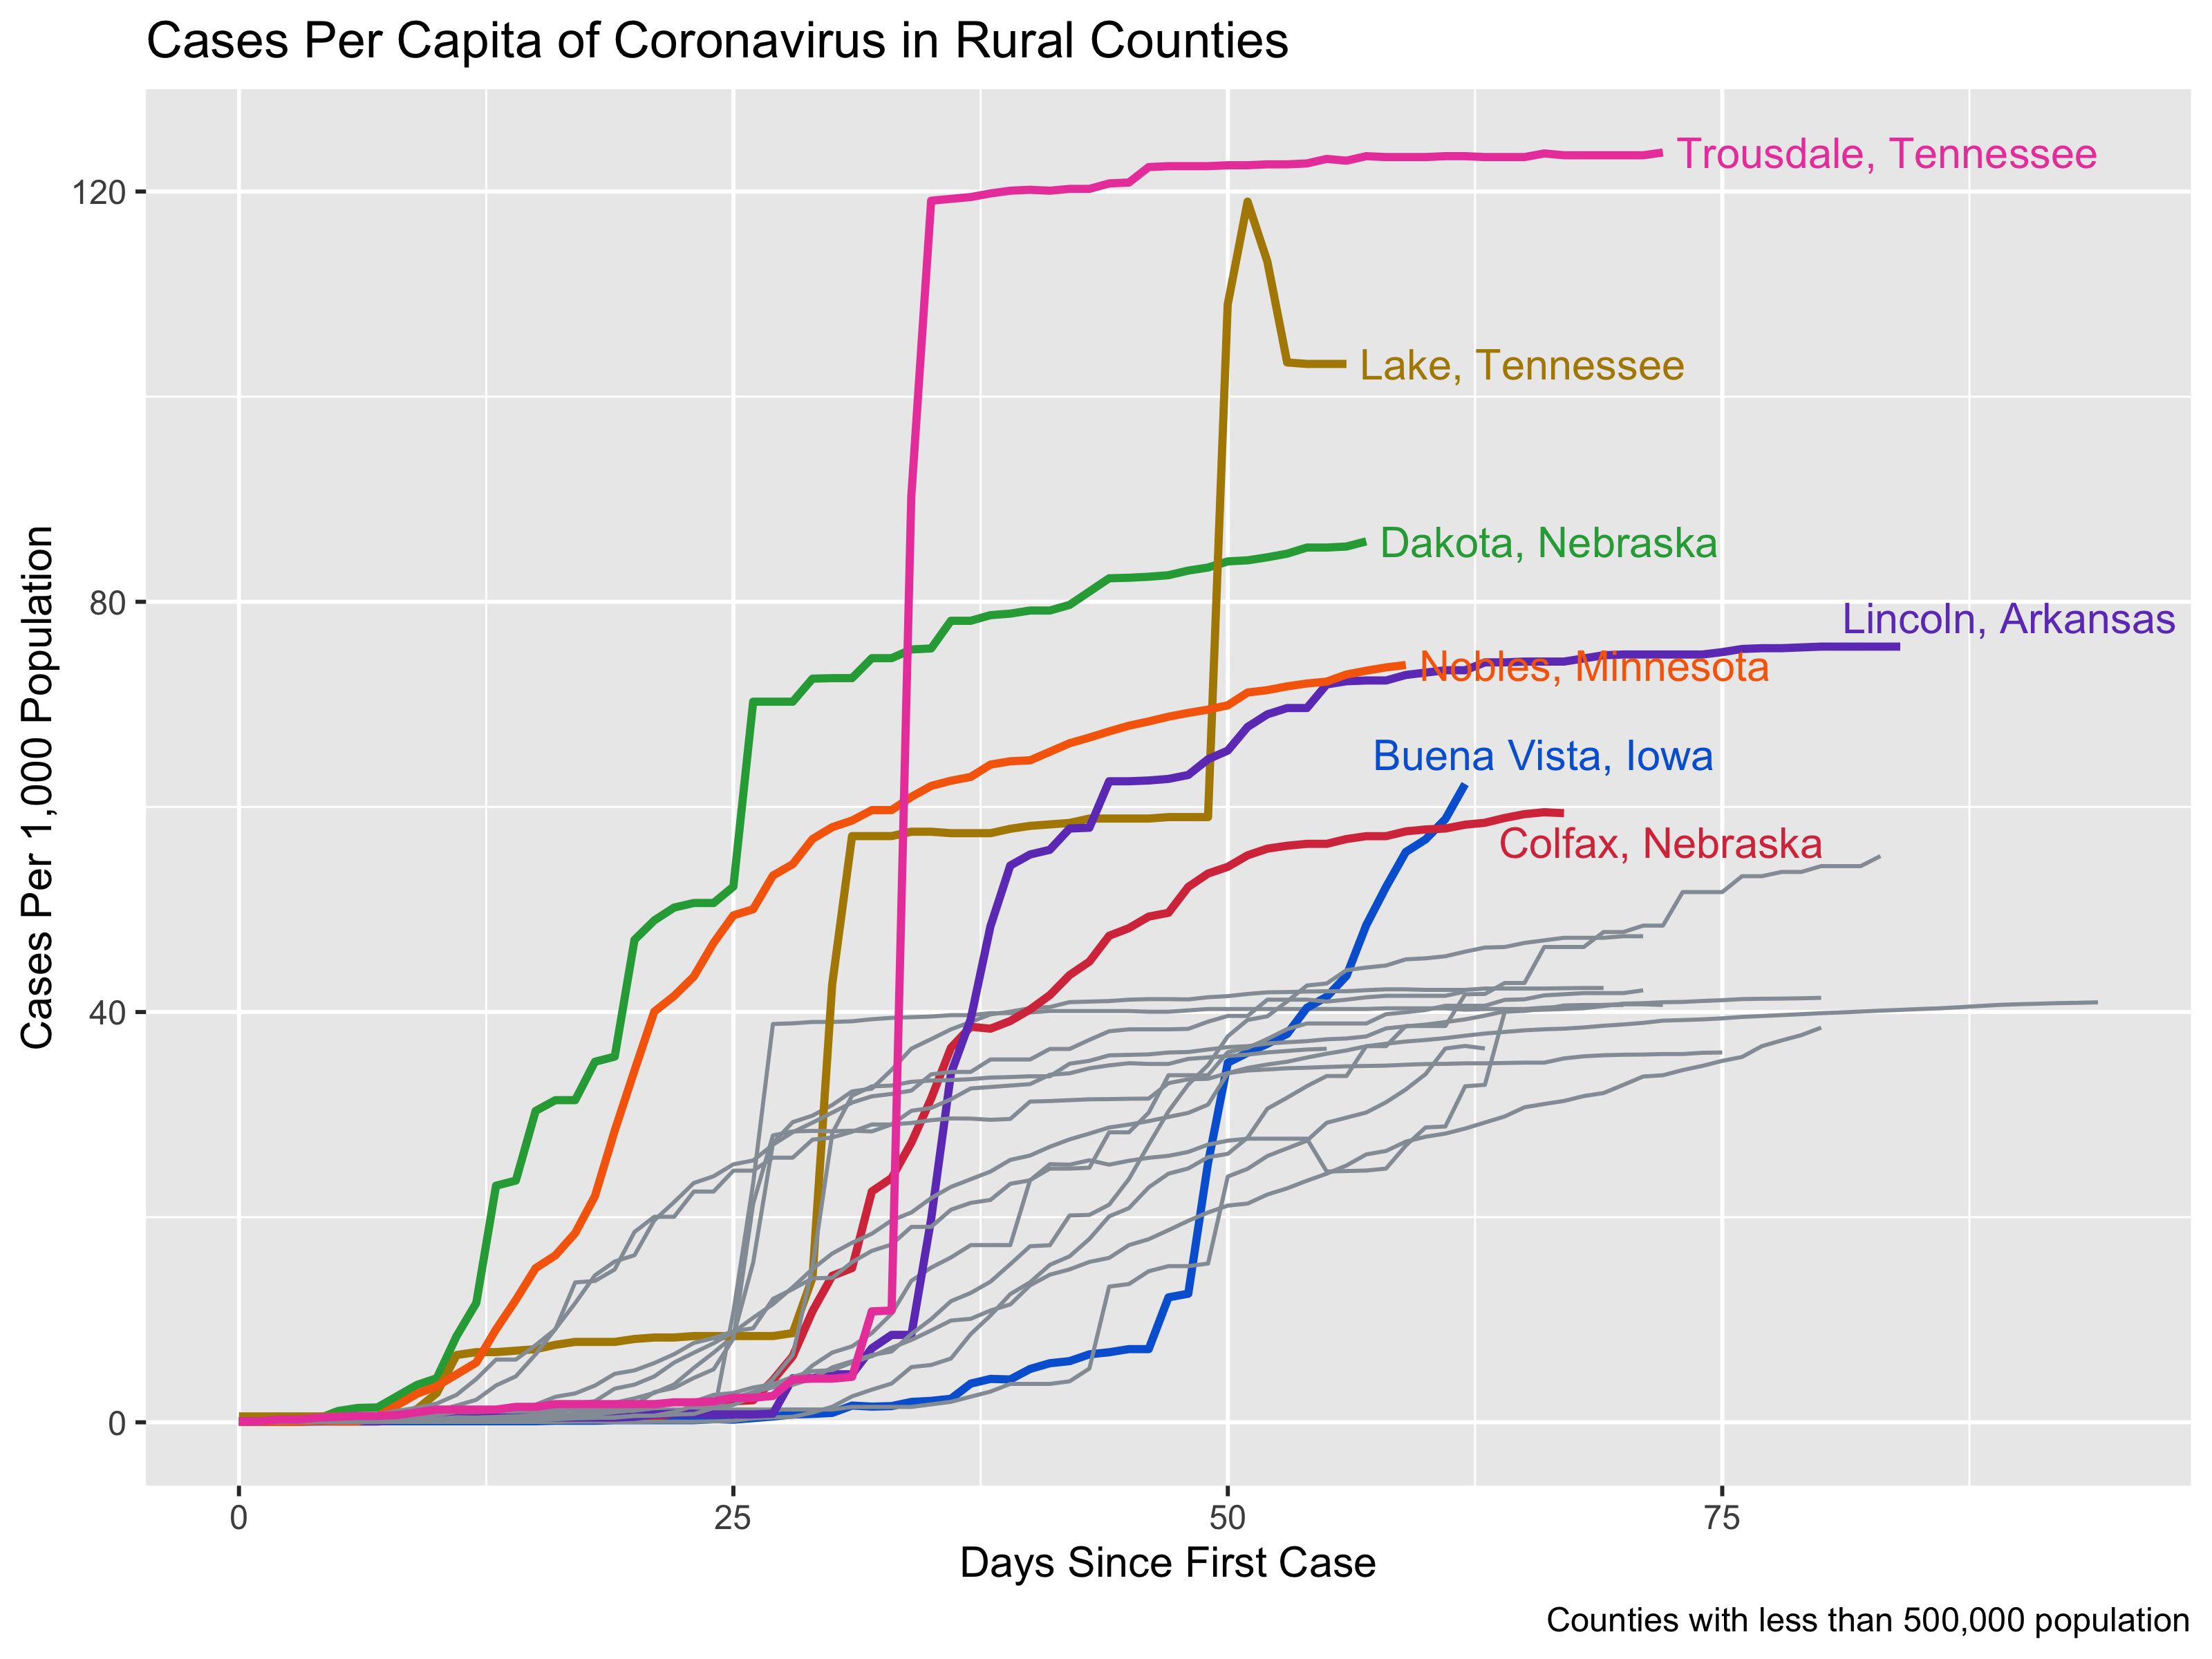 Cases Per Capita of Coronavirus in Rural Counties
Cases Per 1,000 Population
120
80
40
0
Trousdale, Tennessee
Lake, Tennessee
Dakota, Nebraska
Lincoln, Arkansas
Nobles, Minnesota
Buena Vista, Iowa
Colfax, Nebraska
0 25 50 75
Days Since First Case
Counties with less than 500,000 population